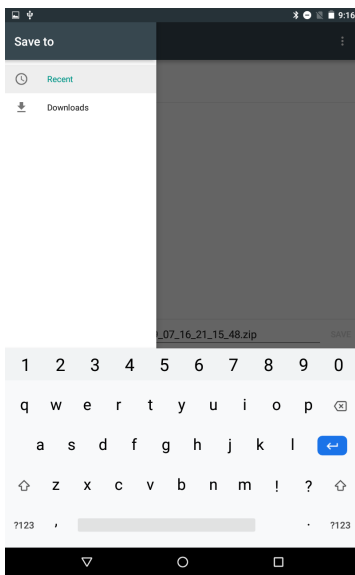 9:16
Save to
Recent
Downloads
_07_16_21_15_48.zip
SAVE
1 2 3 4 5 6 7 8 9 0
q w e r t y u i o p
a s d f g h j k l
z x c v b n m ! ?
?123 , . ?123